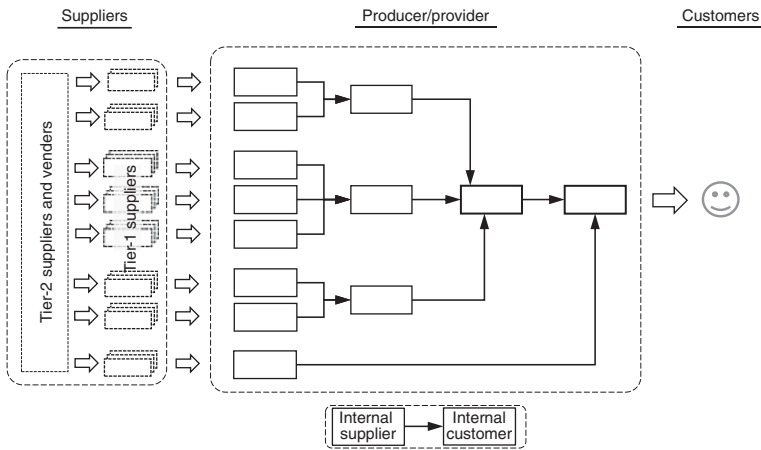 Suppliers
Producer/provider
Customers
Tier-2 suppliers and venders
Tier-1 suppliers
Internal
supplier
Internal
customer